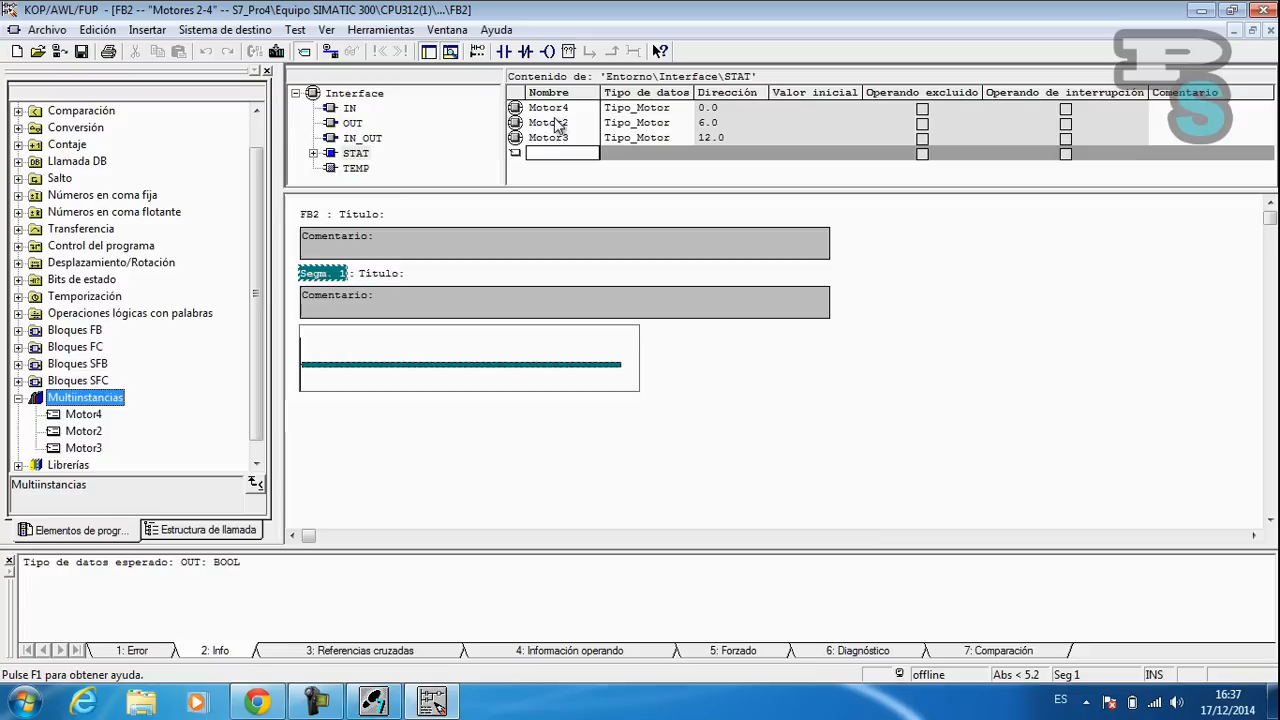 KOP/AWL/FUP - [FB2 -- "Motores 2-4" -- S7_Pro4\Equipo SIMATIC 300\CPU312(1)\...\FB2]
Archivo Edición Insertar Sistema de destino Test Ver Herramientas Ventana Ayuda
Contenido de: 'Entorno\Interface\STAT'
Interface
IN
OUT
IN_OUT
STAT
TEMP
Nombre Tipo de datos Dirección Valor inicial Operando excluido Operando de interrupción Comentario
Motor4 Tipo_Motor 0.0
Motor2 Tipo_Motor 6.0
Motor3 Tipo_Motor 12.0
PS
Comparación
Conversión
Contaje
Llamada DB
Salto
Números en coma fija
Números en coma flotante
Transferencia
Control del programa
Desplazamiento/Rotación
Bits de estado
Temporización
Operaciones lógicas con palabras
Bloques FB
Bloques FC
Bloques SFB
Bloques SFC
Multiinstancias
Motor4
Motor2
Motor3
Librerías
Multiinstancias
Elementos de progr... Estructura de llamada
FB2 : Título:
Comentario:
Segm. 1 : Título:
Comentario:
Tipo de datos esperado: OUT: BOOL
1: Error 2: Info 3: Referencias cruzadas 4: Información operando 5: Forzado 6: Diagnóstico 7: Comparación
Pulse F1 para obtener ayuda. offline Abs < 5.2 Seg 1 INS
ES 16:37
17/12/2014